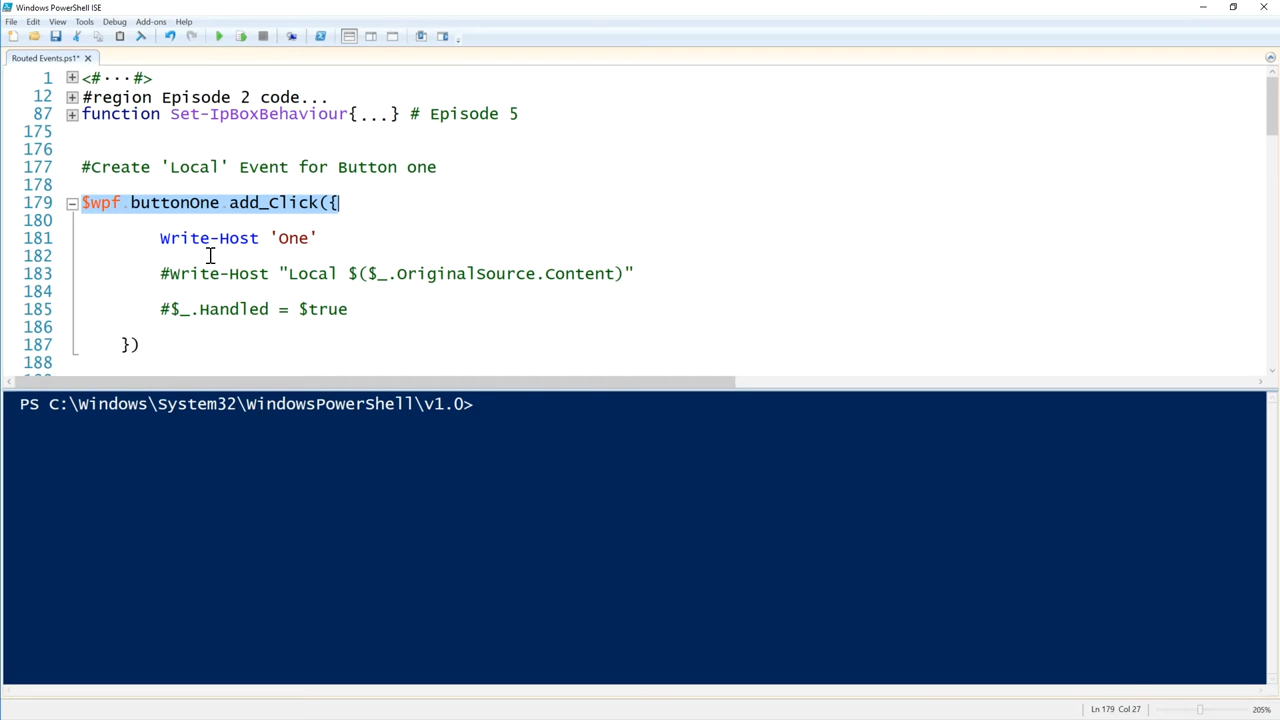 Windows PowerShell ISE
File Edit View Tools Debug Add-ons Help
Routed Events.ps1*
1 <#···#>
12 #region Episode 2 code...
87 function Set-IpBoxBehaviour{...} # Episode 5
175
176
177 #Create 'Local' Event for Button one
178
179 $wpf.buttonOne.add_Click({
180
181 Write-Host 'One'
182
183 #Write-Host "Local $($_.OriginalSource.Content)"
184
185 #$_.Handled = $true
186
187 })
188
PS C:\Windows\System32\WindowsPowerShell\v1.0>
Ln 179 Col 27 205%